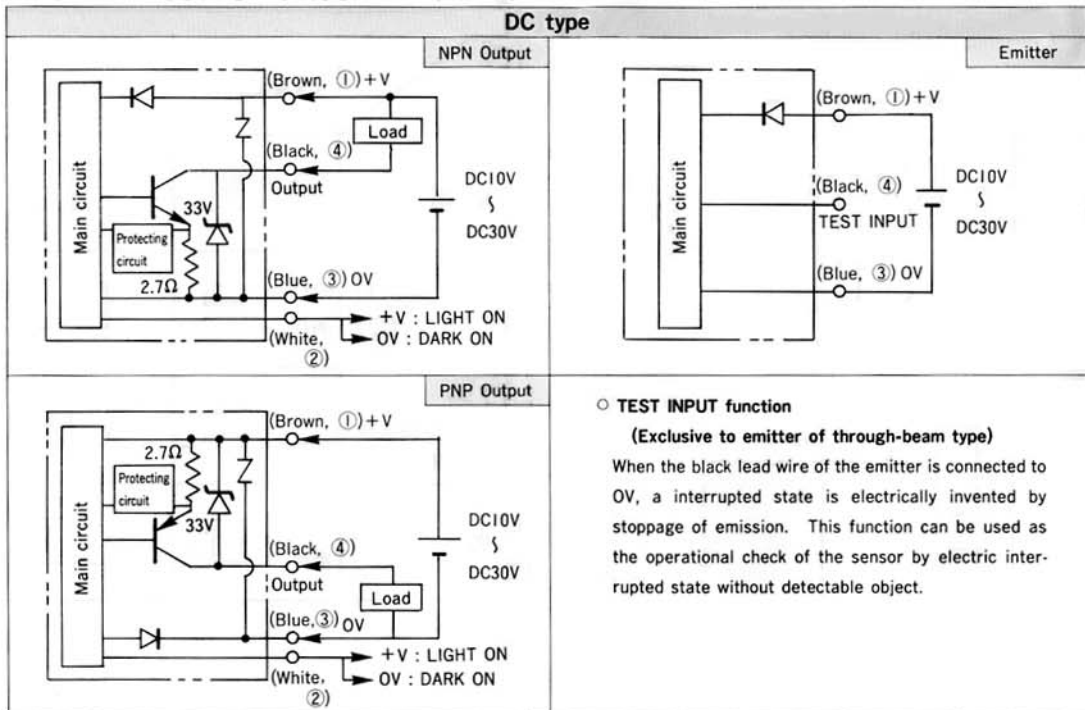 DC type
NPN Output
Main circuit
(Brown, ①) +V
Load
(Black, ④)
Output
33V
Protecting
circuit
2.7Ω
DC10V
∫
DC30V
(Blue, ③) 0V
+V : LIGHT ON
0V : DARK ON
(White,
②)
Emitter
Main circuit
(Brown, ①) +V
(Black, ④)
TEST INPUT
DC10V
∫
DC30V
(Blue, ③) 0V
PNP Output
Main circuit
(Brown, ①) +V
2.7Ω
Protecting
circuit
33V
(Black, ④)
Output
Load
DC10V
∫
DC30V
(Blue,③) 0V
+V : LIGHT ON
0V : DARK ON
(White,
②)
○ TEST INPUT function
(Exclusive to emitter of through-beam type)
When the black lead wire of the emitter is connected to
0V, a interrupted state is electrically invented by
stoppage of emission. This function can be used as
the operational check of the sensor by electric inter-
rupted state without detectable object.